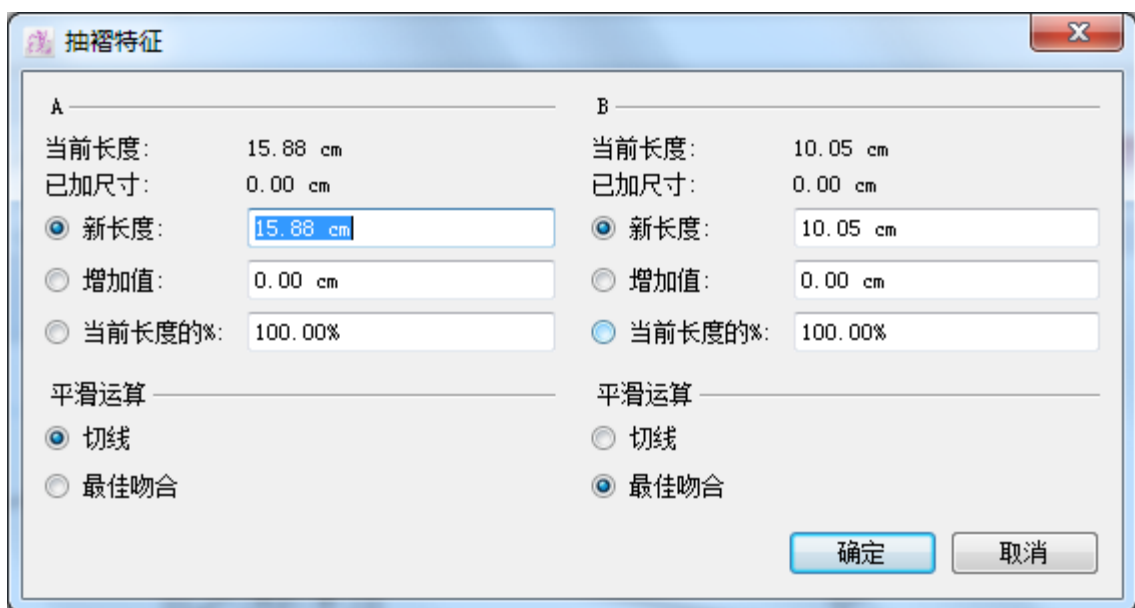 抽褶特征
A
当前长度: 15.88 cm
已加尺寸: 0.00 cm
新长度: 15.88 cm
增加值: 0.00 cm
当前长度的%: 100.00%
平滑运算
切线
最佳吻合
B
当前长度: 10.05 cm
已加尺寸: 0.00 cm
新长度: 10.05 cm
增加值: 0.00 cm
当前长度的%: 100.00%
平滑运算
切线
最佳吻合
确定 取消